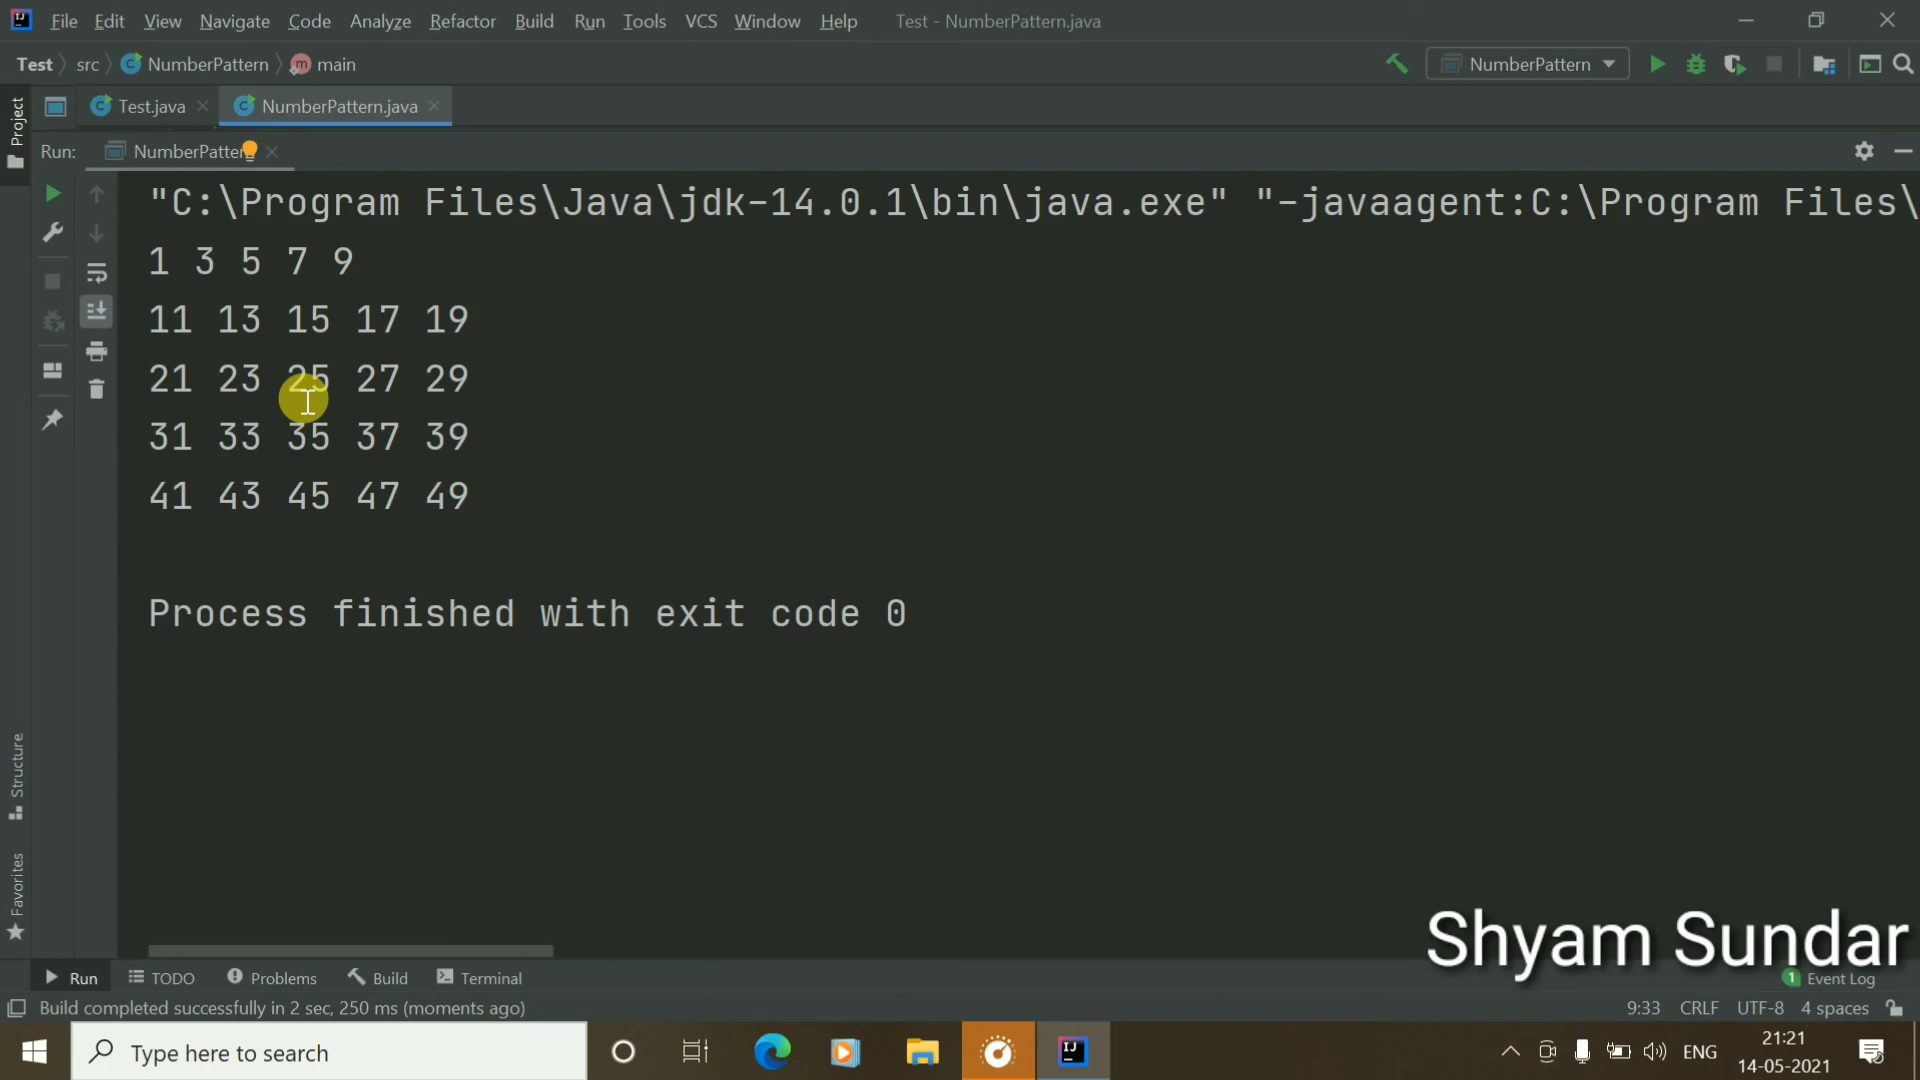 File Edit View Navigate Code Analyze Refactor Build Run Tools VCS Window Help Test - NumberPattern.java
Test src NumberPattern main NumberPattern
Project
Test.java NumberPattern.java
Run: NumberPattern
"C:\Program Files\Java\jdk-14.0.1\bin\java.exe" "-javaagent:C:\Program Files\
1 3 5 7 9
11 13 15 17 19
21 23 25 27 29
31 33 35 37 39
41 43 45 47 49
Process finished with exit code 0
Structure
Favorites
Shyam Sundar
Run TODO Problems Build Terminal 1 Event Log
Build completed successfully in 2 sec, 250 ms (moments ago) 9:33 CRLF UTF-8 4 spaces
Type here to search
ENG
21:21
14-05-2021